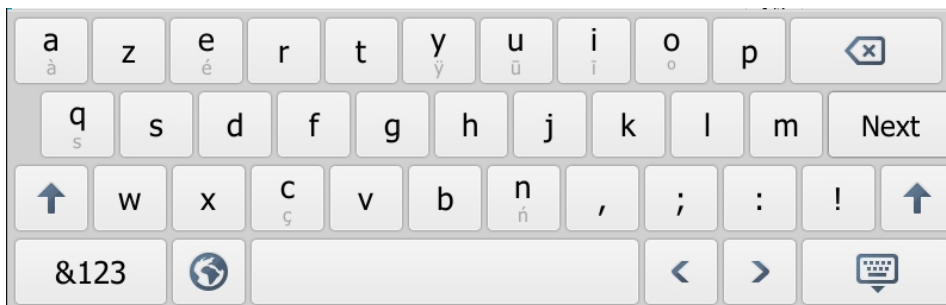 a à z e é r t y ÿ u ū i ī o º p
q s s d f g h j k l m Next
w x c ç v b n ń , ; : !
&123 < >